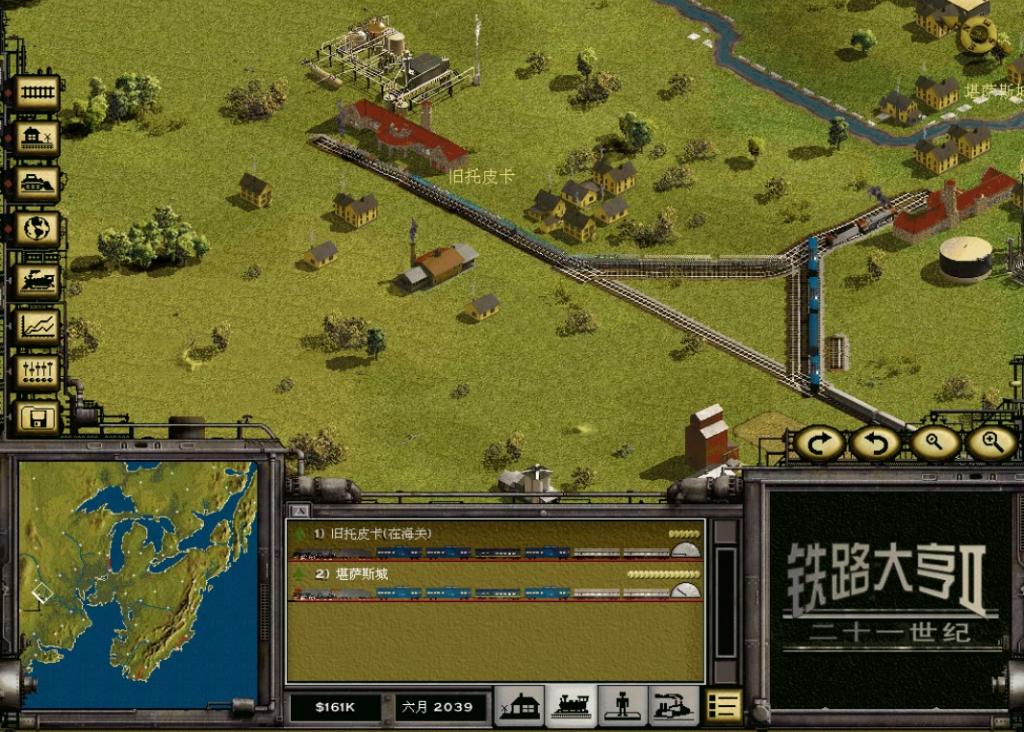 堪萨斯城
旧托皮卡
1) 旧托皮卡(在海关)
2) 堪萨斯城
铁路大亨II
二十一世纪
$161K
六月 2039